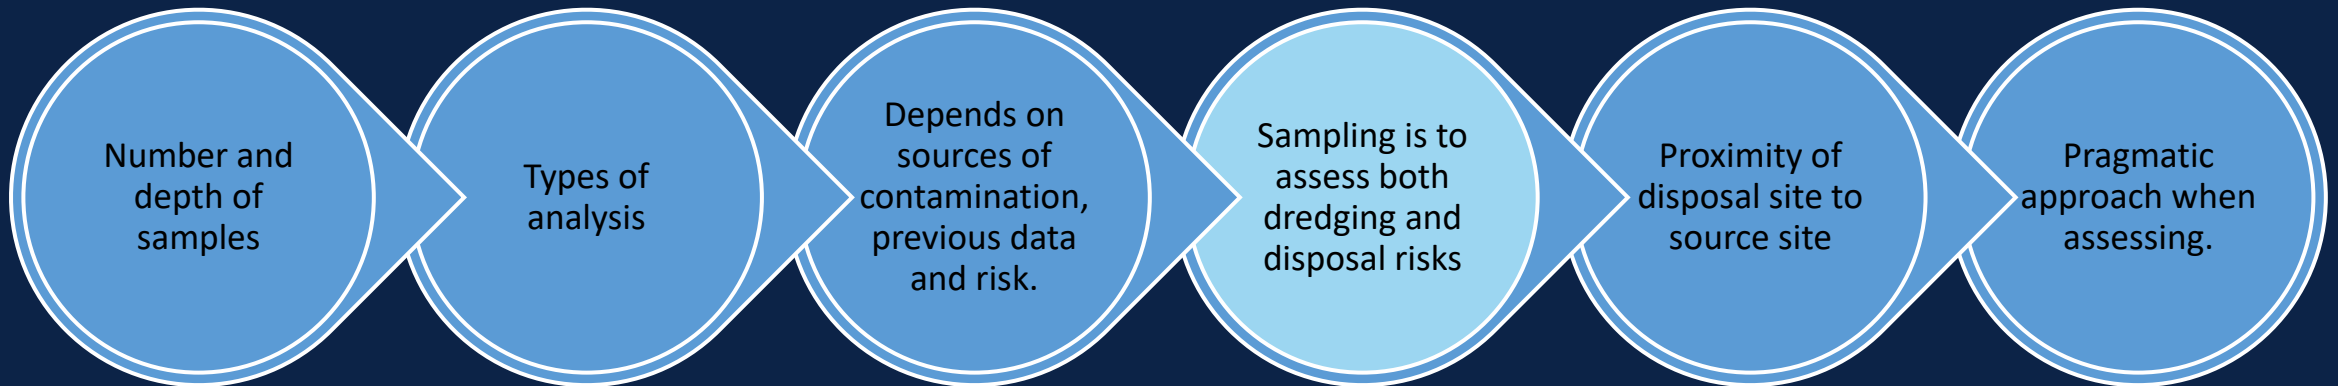 Number and
depth of
samples
Types of
analysis
Depends on
sources of
contamination,
previous data
and risk.
Sampling is to
assess both
dredging and
disposal risks
Proximity of
disposal site to
source site
Pragmatic
approach when
assessing.